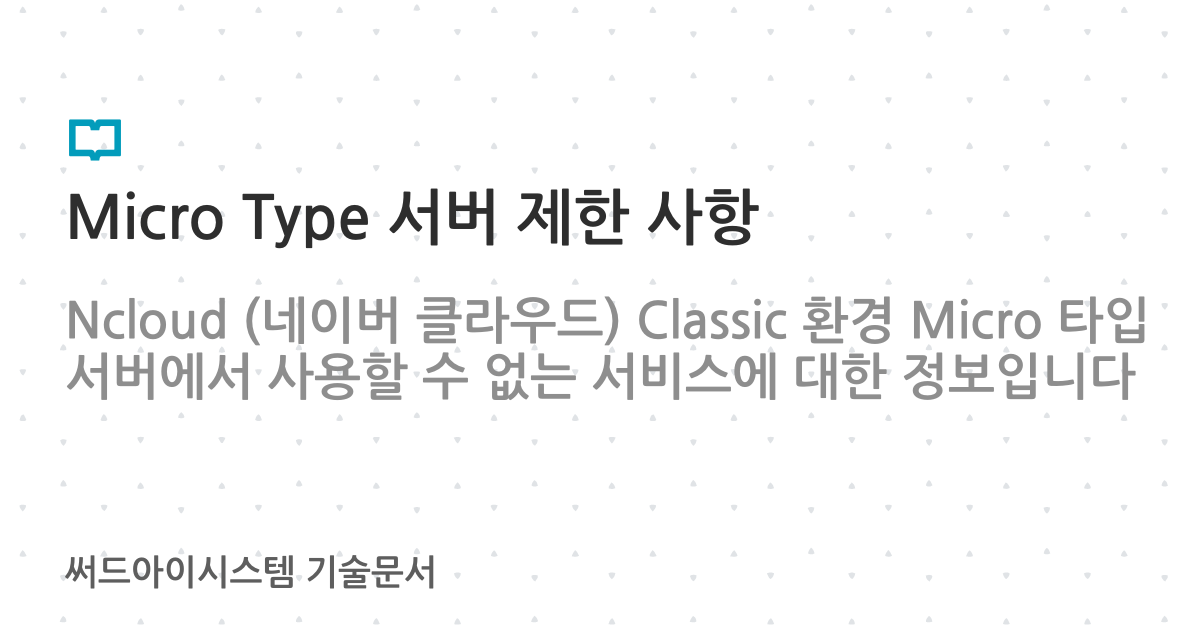 Micro Type 서버 제한 사항
Ncloud (네이버 클라우드) Classic 환경 Micro 타입
서버에서 사용할 수 없는 서비스에 대한 정보입니다
써드아이시스템 기술문서